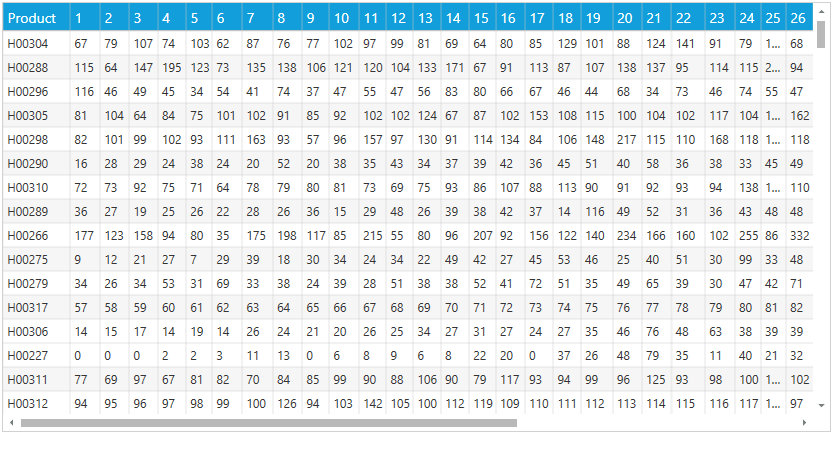 Product 1 2 3 4 5 6 7 8 9 10 11 12 13 14 15 16 17 18 19 20 21 22 23 24 25 26
H00304 67 79 107 74 103 62 87 76 77 102 97 99 81 69 64 80 85 129 101 88 124 141 91 79 1... 68
H00288 115 64 147 195 123 73 135 138 106 121 120 104 133 171 67 91 113 87 107 138 137 95 114 115 2... 94
H00296 116 46 49 45 34 54 41 74 37 47 55 47 56 83 80 66 67 46 44 68 34 73 46 74 55 47
H00305 81 104 64 84 75 101 102 91 85 92 102 102 124 67 87 102 153 108 115 100 104 102 117 104 1... 162
H00298 82 101 99 102 93 111 163 93 57 96 157 97 130 91 114 134 84 106 148 217 115 110 168 118 1... 118
H00290 16 28 29 24 38 24 20 52 20 38 35 43 34 37 39 42 36 45 51 40 58 36 38 33 45 49
H00310 72 73 92 75 71 64 78 79 80 81 73 69 75 93 86 107 88 113 90 91 92 93 94 138 1... 110
H00289 36 27 19 25 26 22 28 26 36 15 29 48 26 39 38 42 37 14 116 49 52 31 36 43 48 48
H00266 177 123 158 94 80 35 175 198 117 85 215 55 80 96 207 92 156 122 140 234 166 160 102 255 86 332
H00275 9 12 21 27 7 29 39 18 30 34 24 34 22 49 42 27 45 53 46 25 40 51 30 99 33 48
H00279 34 26 34 53 31 69 33 38 24 39 28 51 38 38 52 41 72 51 35 49 65 39 30 47 42 71
H00317 57 58 59 60 61 62 63 64 65 66 67 68 69 70 71 72 73 74 75 76 77 78 79 80 81 82
H00306 14 15 17 14 19 14 26 24 21 20 26 25 34 27 31 27 24 27 35 46 76 48 63 38 39 39
H00227 0 0 0 2 2 3 11 13 0 6 8 9 6 8 22 20 0 37 26 48 79 35 11 40 21 32
H00311 77 69 97 67 81 82 70 84 85 99 90 88 106 90 79 117 93 94 99 96 125 93 98 100 1... 102
H00312 94 95 96 97 98 99 100 126 94 103 142 105 100 112 119 109 110 111 112 113 114 115 116 117 1... 97